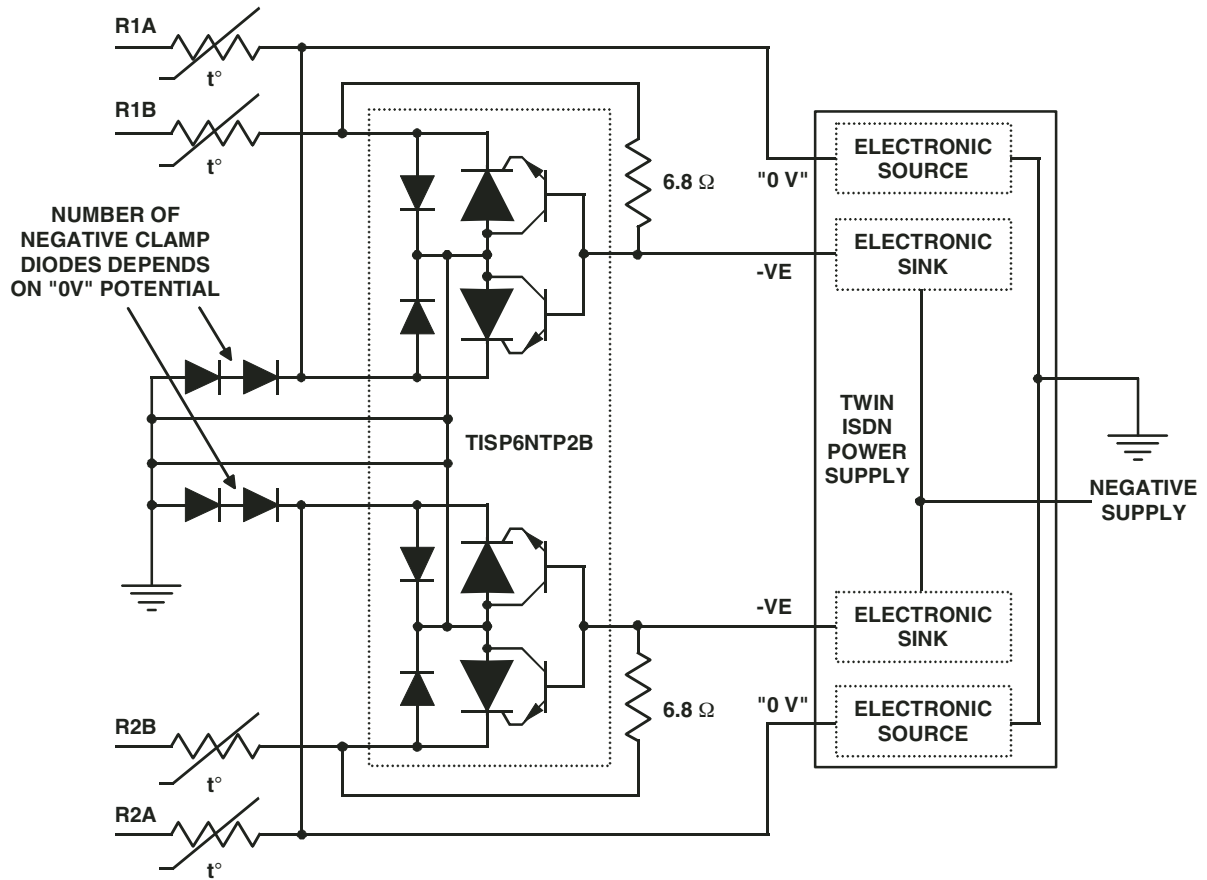 R1A
t°
R1B
t°
NUMBER OF
NEGATIVE CLAMP
DIODES DEPENDS
ON "0V" POTENTIAL
6.8 Ω
"0 V"
ELECTRONIC
SOURCE
-VE
ELECTRONIC
SINK
TISP6NTP2B
TWIN
ISDN
POWER
SUPPLY
NEGATIVE
SUPPLY
-VE
ELECTRONIC
SINK
6.8 Ω
"0 V"
ELECTRONIC
SOURCE
R2B
t°
R2A
t°